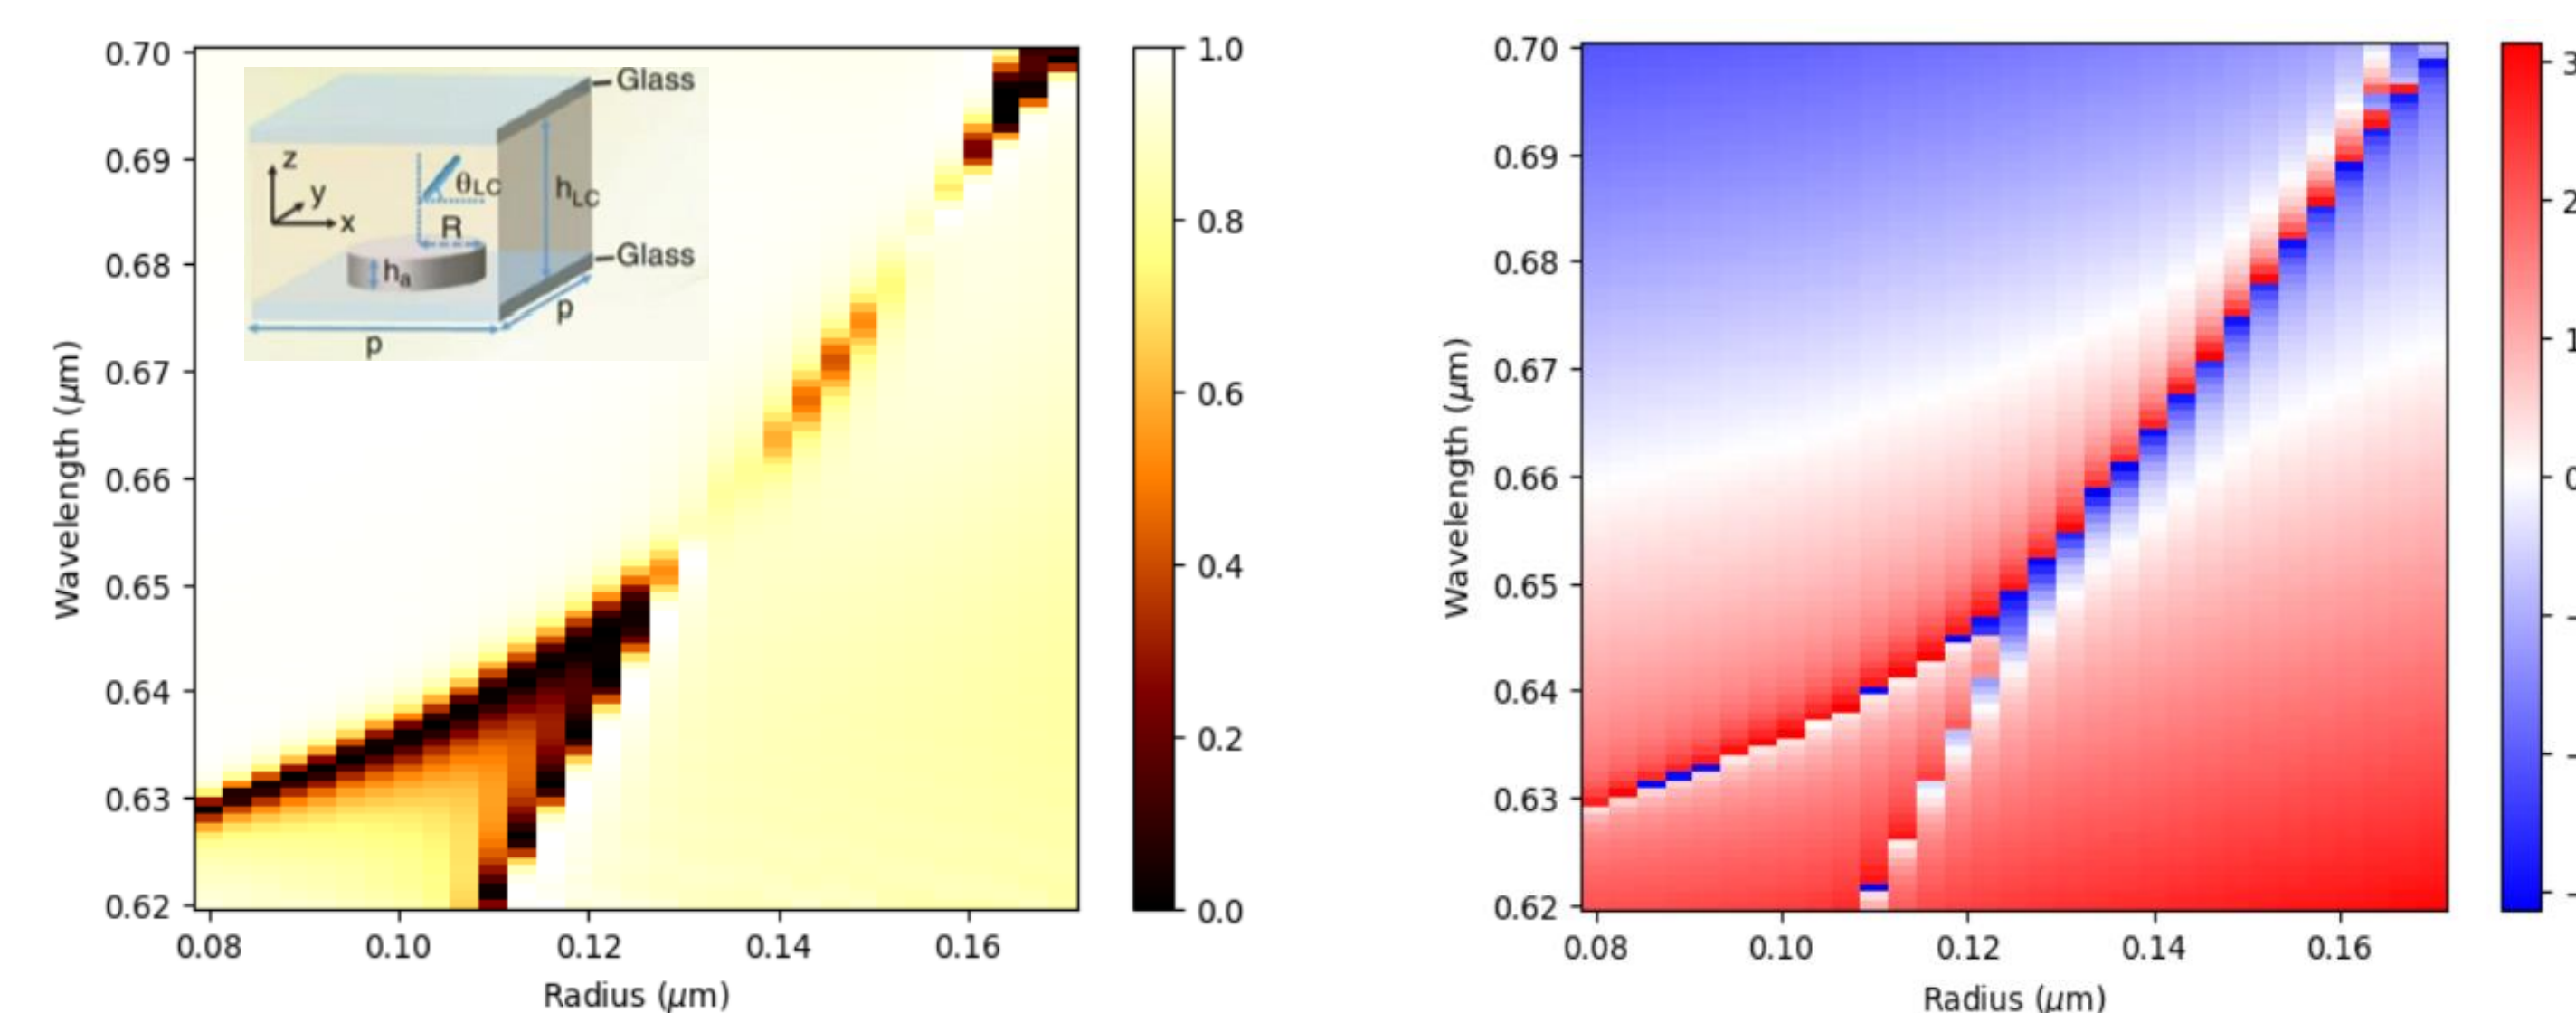 0.70
0.69
0.68
0.67
0.66
0.65
0.64
0.63
0.62
Wavelength (μm)
0.08 0.10 0.12 0.14 0.16
Radius (μm)
Glass
z
y
x
θLC
hLC
R
ha
Glass
p
p
1.0
0.8
0.6
0.4
0.2
0.0
0.70
0.69
0.68
0.67
0.66
0.65
0.64
0.63
0.62
Wavelength (μm)
0.08 0.10 0.12 0.14 0.16
Radius (μm)
3
2
1
0
-
-
-